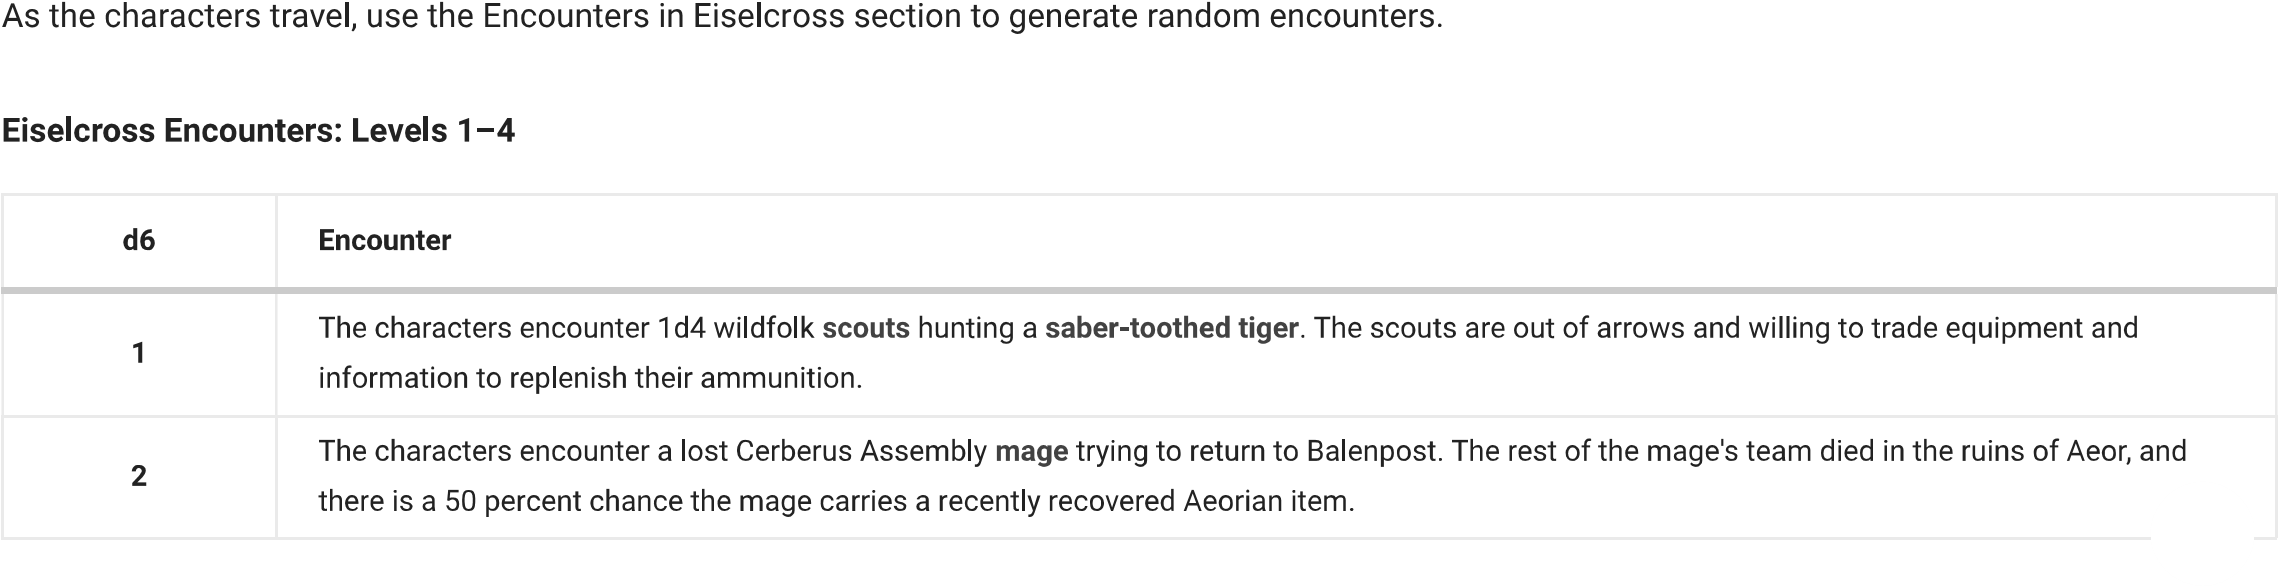 As the characters travel, use the Encounters in Eiselcross section to generate random encounters.
Eiselcross Encounters: Levels 1–4
d6 Encounter
1 The characters encounter 1d4 wildfolk scouts hunting a saber-toothed tiger. The scouts are out of arrows and willing to trade equipment and
information to replenish their ammunition.
2 The characters encounter a lost Cerberus Assembly mage trying to return to Balenpost. The rest of the mage's team died in the ruins of Aeor, and
there is a 50 percent chance the mage carries a recently recovered Aeorian item.